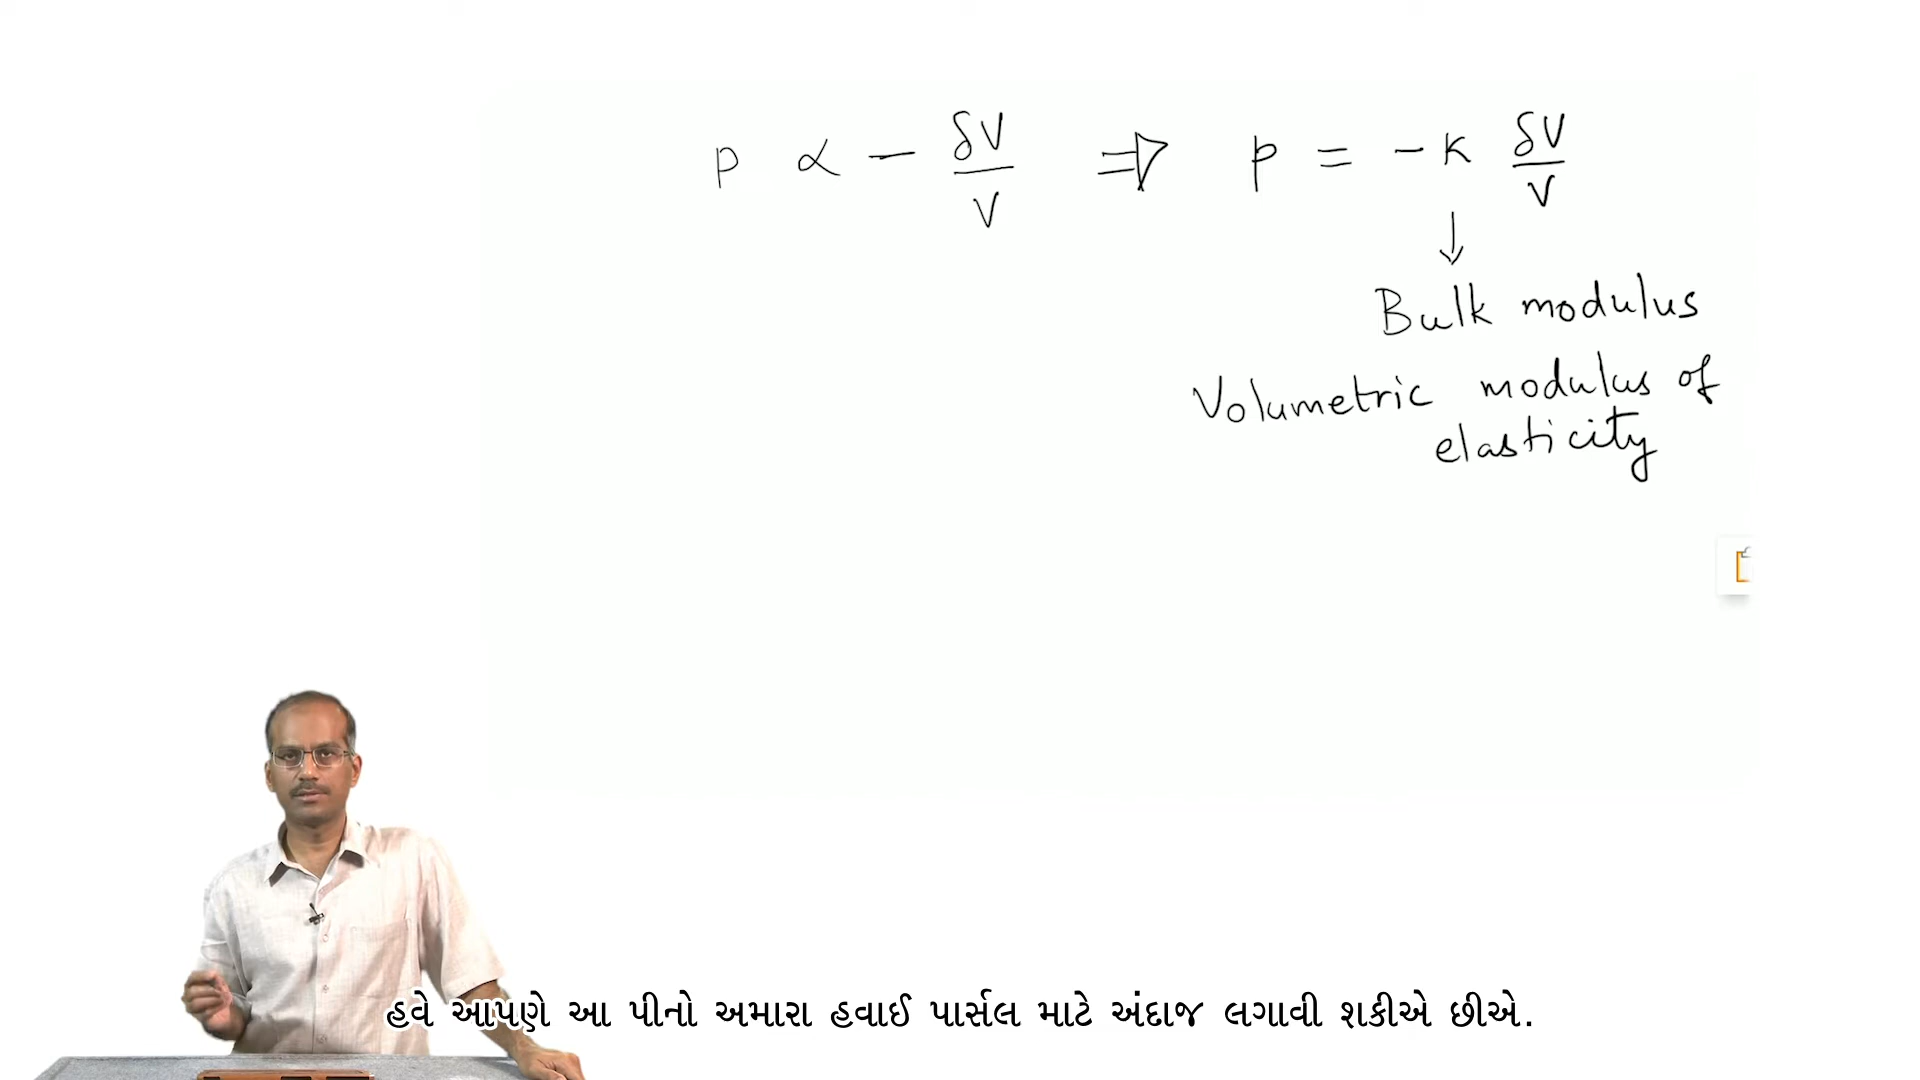 p ∝ - δV/V ⇒ p = - K δV/V
↓
Bulk modulus
Volumetric modulus of
elasticity
હવે આપણે આ પીનો અમારા હવાઈ પાર્સલ માટે અંદાજ લગાવી શકીએ છીએ.